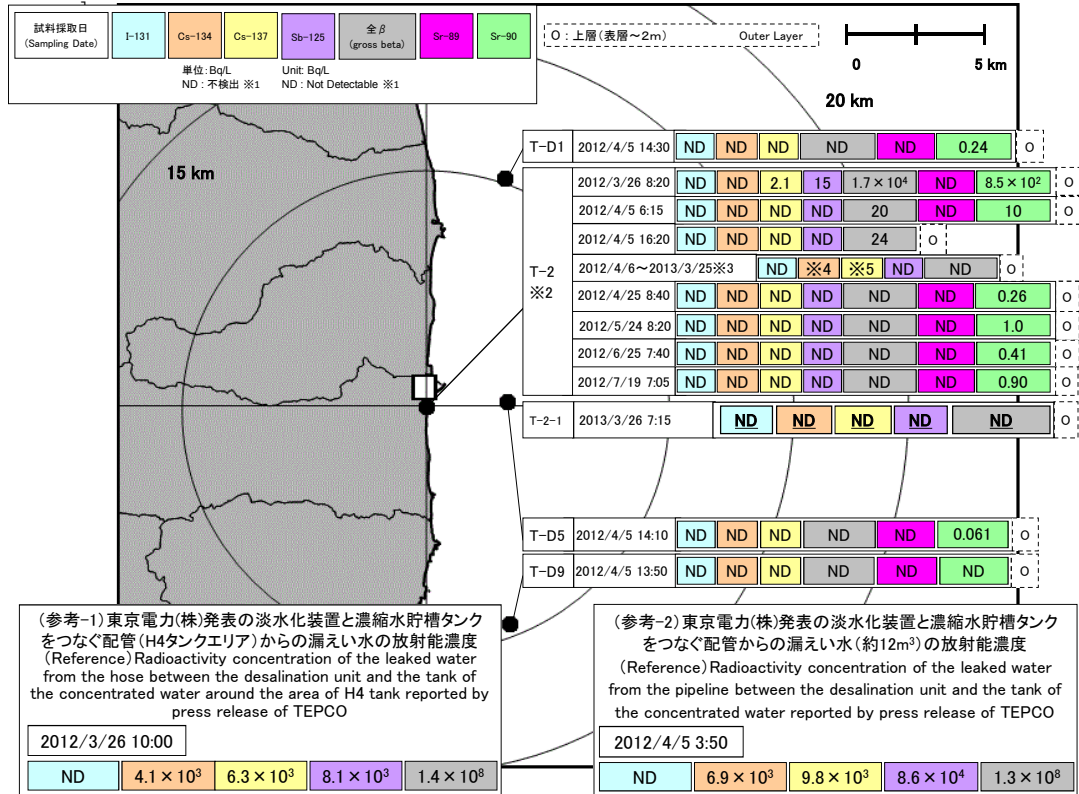 試料採取日
(Sampling Date)
I-131
Cs-134
Cs-137
Sb-125
全β
(gross beta)
Sr-89
Sr-90
単位:Bq/L Unit: Bq/L
ND : 不検出 ※1 ND : Not Detectable ※1
O : 上層(表層～2m) Outer Layer
0 5 km
20 km
15 km
T-D1 2012/4/5 14:30 ND ND ND ND ND 0.24 O
T-2
※2
2012/3/26 8:20 ND ND 2.1 15 1.7×10⁴ ND 8.5×10² O
2012/4/5 6:15 ND ND ND ND 20 ND 10 O
2012/4/5 16:20 ND ND ND ND 24 O
2012/4/6～2013/3/25※3 ND ※4 ※5 ND ND O
2012/4/25 8:40 ND ND ND ND ND ND 0.26 O
2012/5/24 8:20 ND ND ND ND ND ND 1.0 O
2012/6/25 7:40 ND ND ND ND ND ND 0.41 O
2012/7/19 7:05 ND ND ND ND ND ND 0.90 O
T-2-1 2013/3/26 7:15 ND ND ND ND ND O
T-D5 2012/4/5 14:10 ND ND ND ND ND 0.061 O
T-D9 2012/4/5 13:50 ND ND ND ND ND ND O
(参考-1)東京電力(株)発表の淡水化装置と濃縮水貯槽タンク
をつなぐ配管(H4タンクエリア)からの漏えい水の放射能濃度
(Reference)Radioactivity concentration of the leaked water
from the hose between the desalination unit and the tank of
the concentrated water around the area of H4 tank reported by
press release of TEPCO
2012/3/26 10:00
ND 4.1×10³ 6.3×10³ 8.1×10³ 1.4×10⁸
(参考-2)東京電力(株)発表の淡水化装置と濃縮水貯槽タンク
をつなぐ配管からの漏えい水(約12m³)の放射能濃度
(Reference)Radioactivity concentration of the leaked water
from the pipeline between the desalination unit and the tank of
the concentrated water reported by press release of TEPCO
2012/4/5 3:50
ND 6.9×10³ 9.8×10³ 8.6×10⁴ 1.3×10⁸